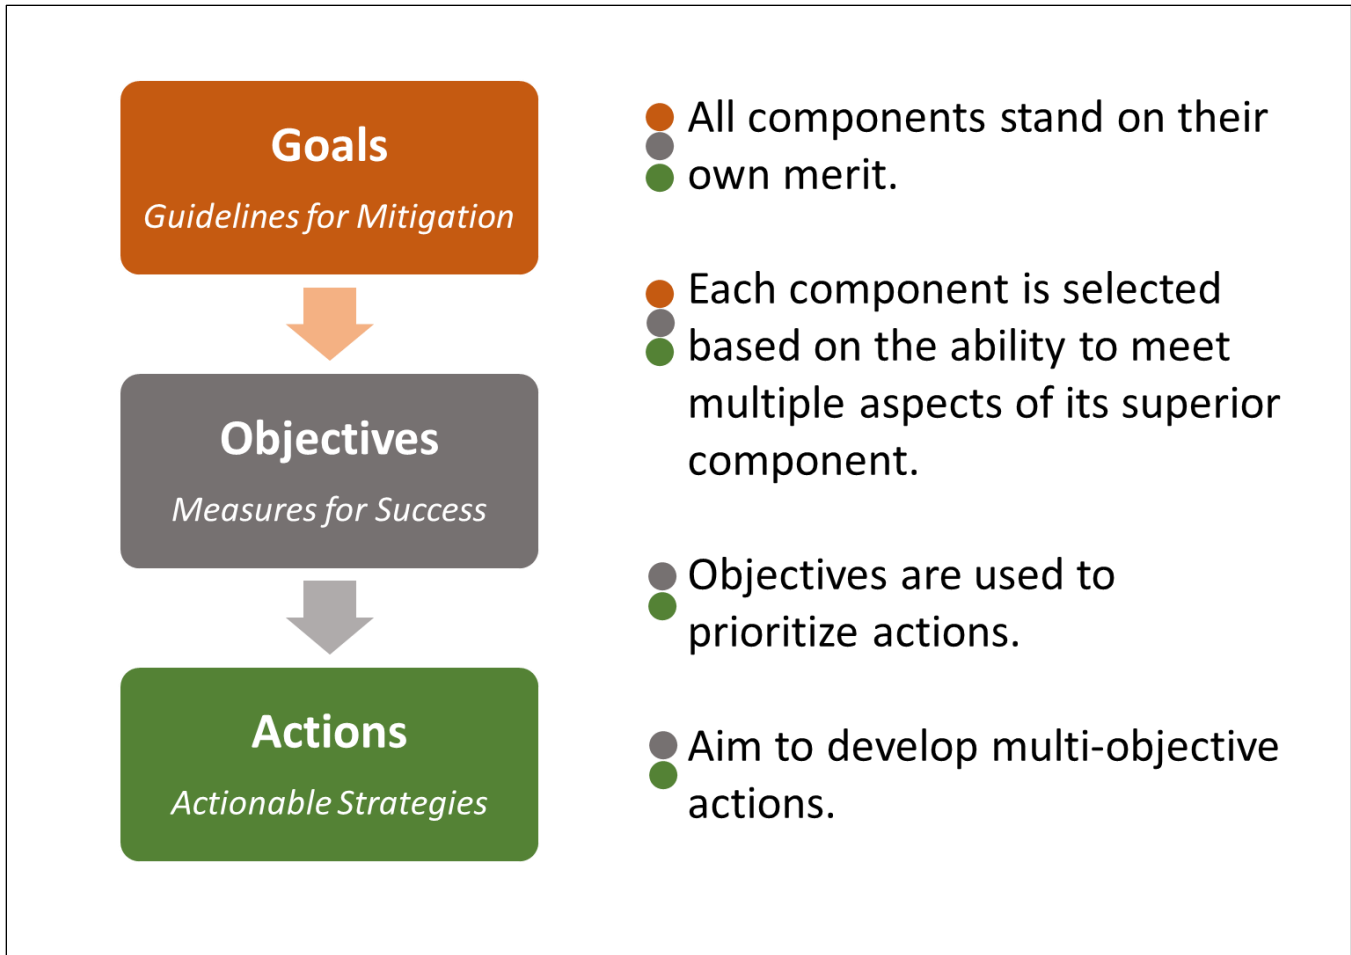 Goals
Guidelines for Mitigation
Objectives
Measures for Success
Actions
Actionable Strategies
All components stand on their
own merit.
Each component is selected
based on the ability to meet
multiple aspects of its superior
component.
Objectives are used to
prioritize actions.
Aim to develop multi-objective
actions.